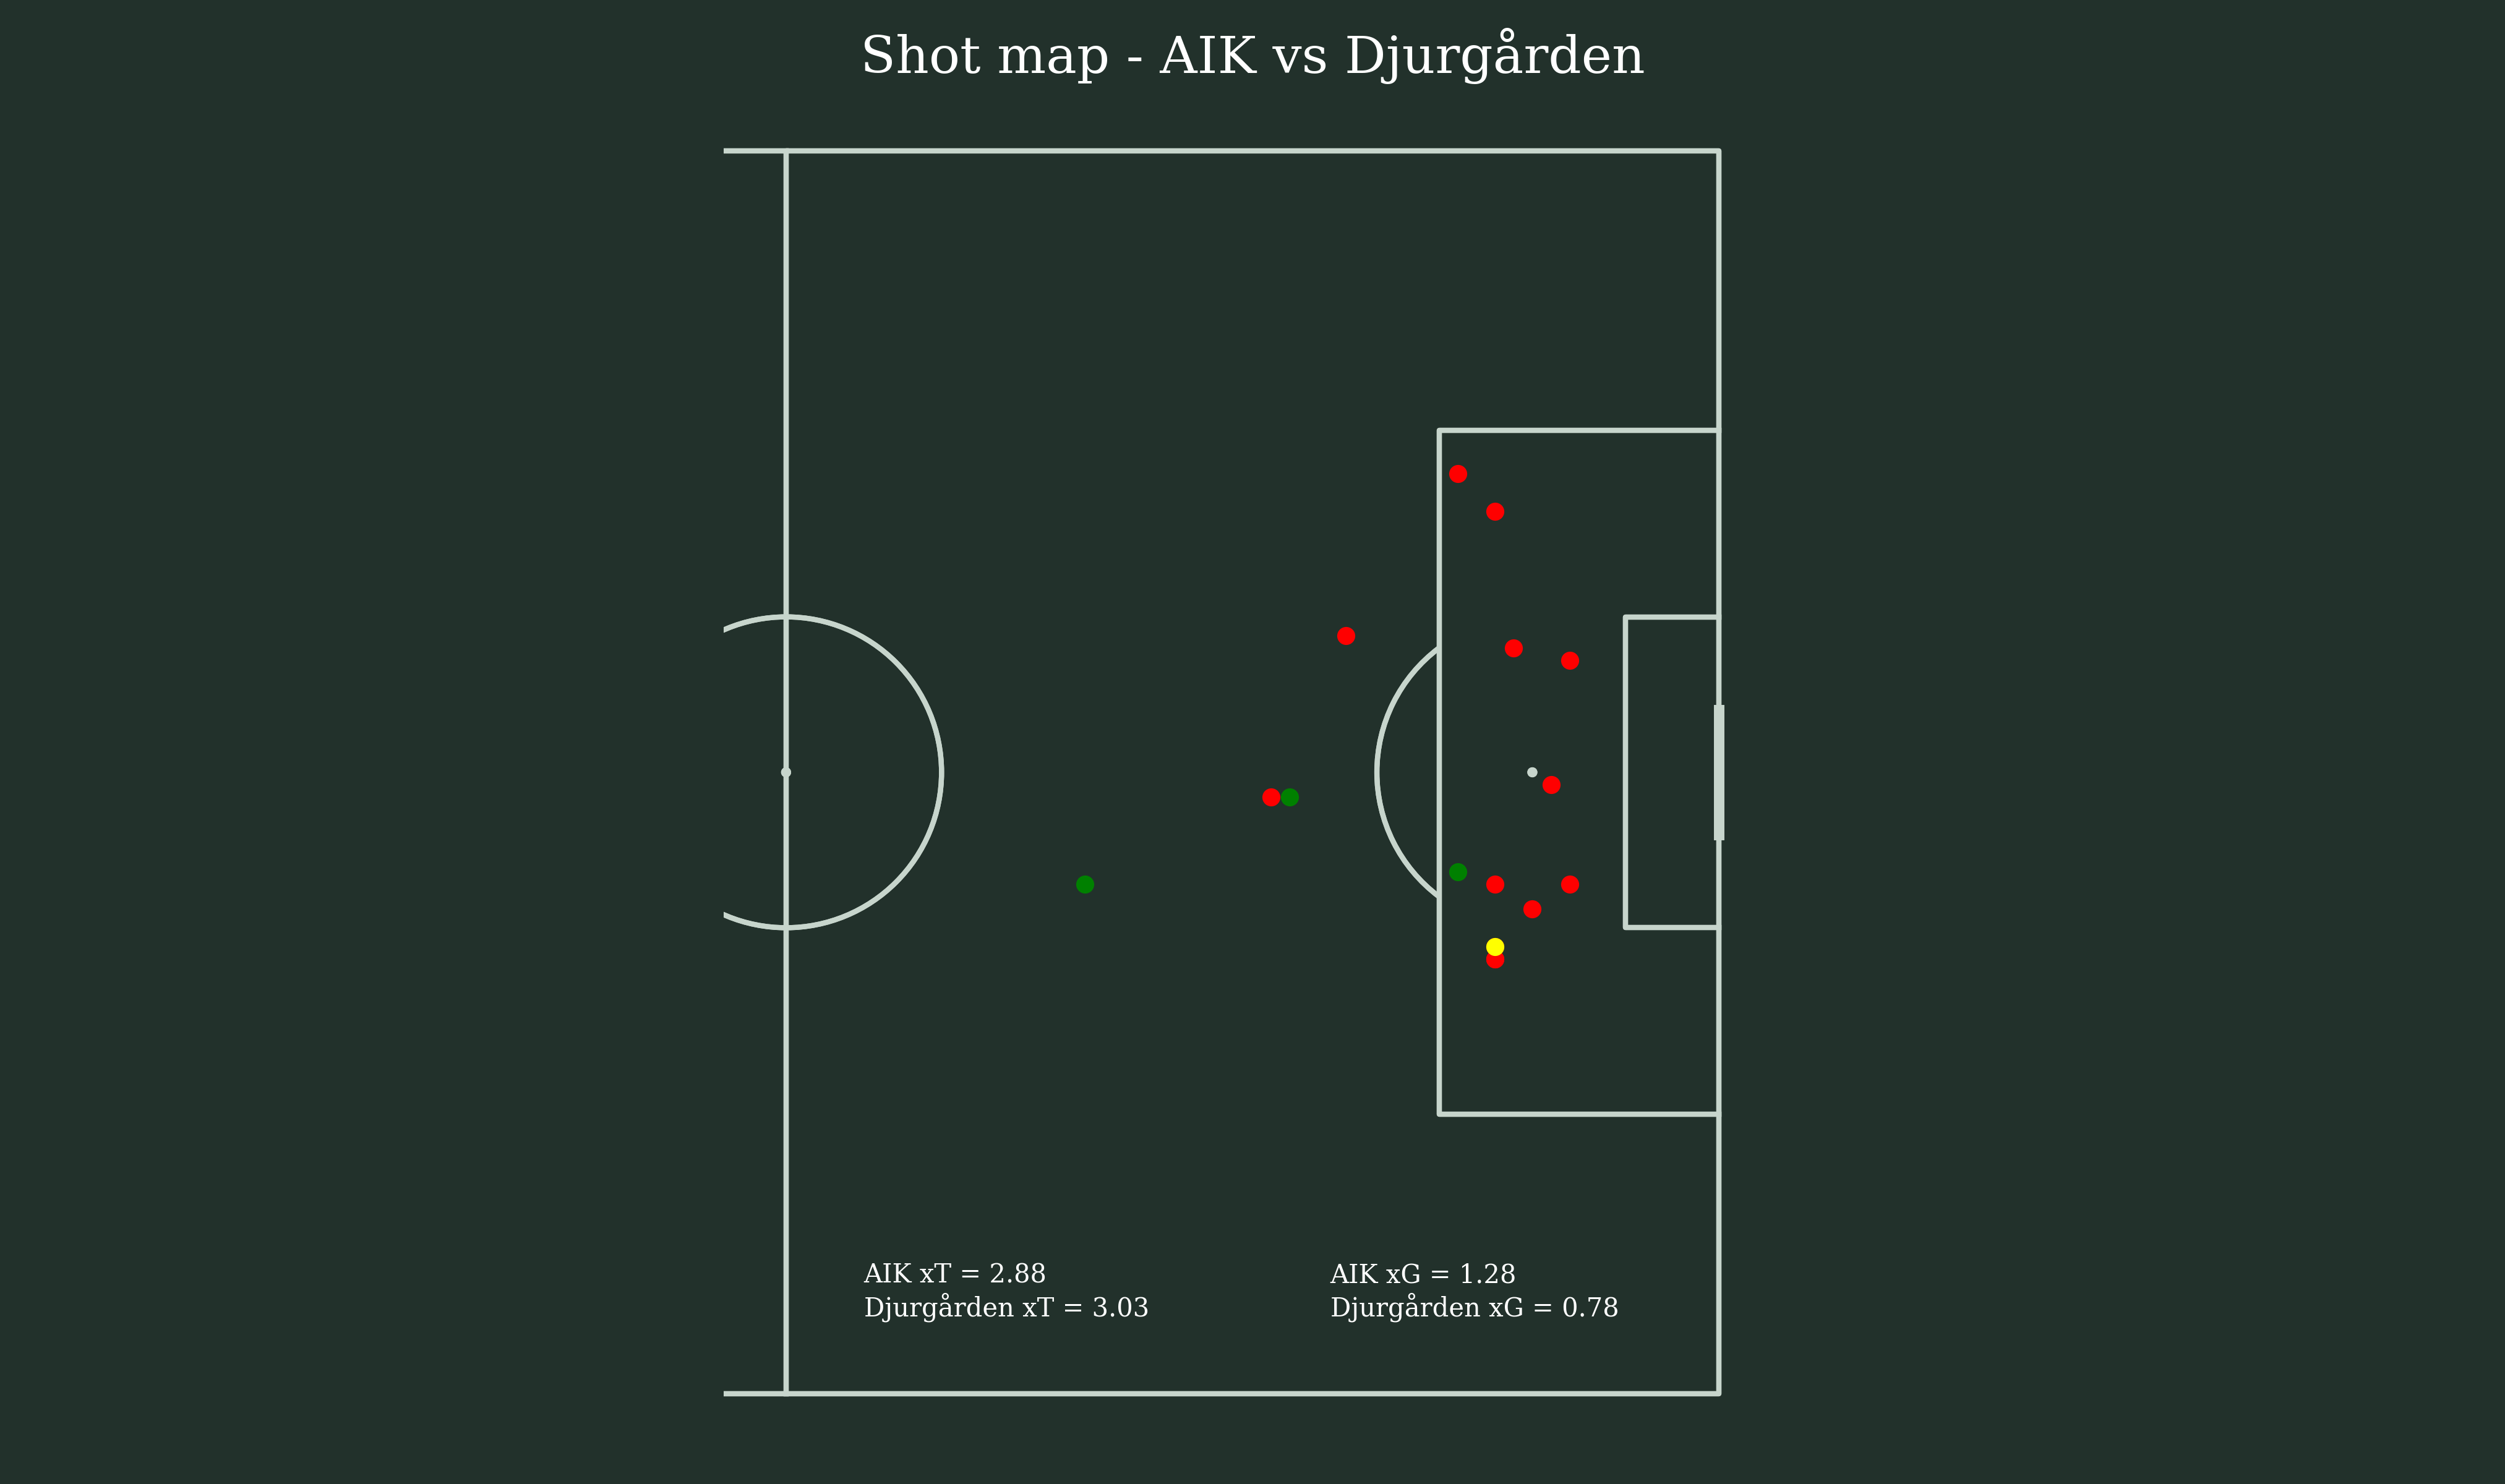 Shot map - AIK vs Djurgården
AIK xT = 2.88
Djurgården xT = 3.03
AIK xG = 1.28
Djurgården xG = 0.78